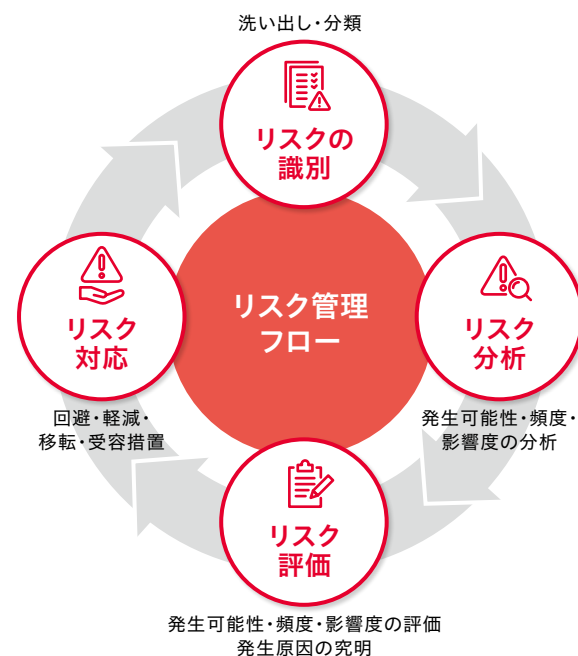 洗い出し・分類
リスクの
識別
リスク管理
フロー
リスク
分析
発生可能性・頻度・
影響度の分析
リスク
評価
発生可能性・頻度・影響度の評価
発生原因の究明
リスク
対応
回避・軽減・
移転・受容措置